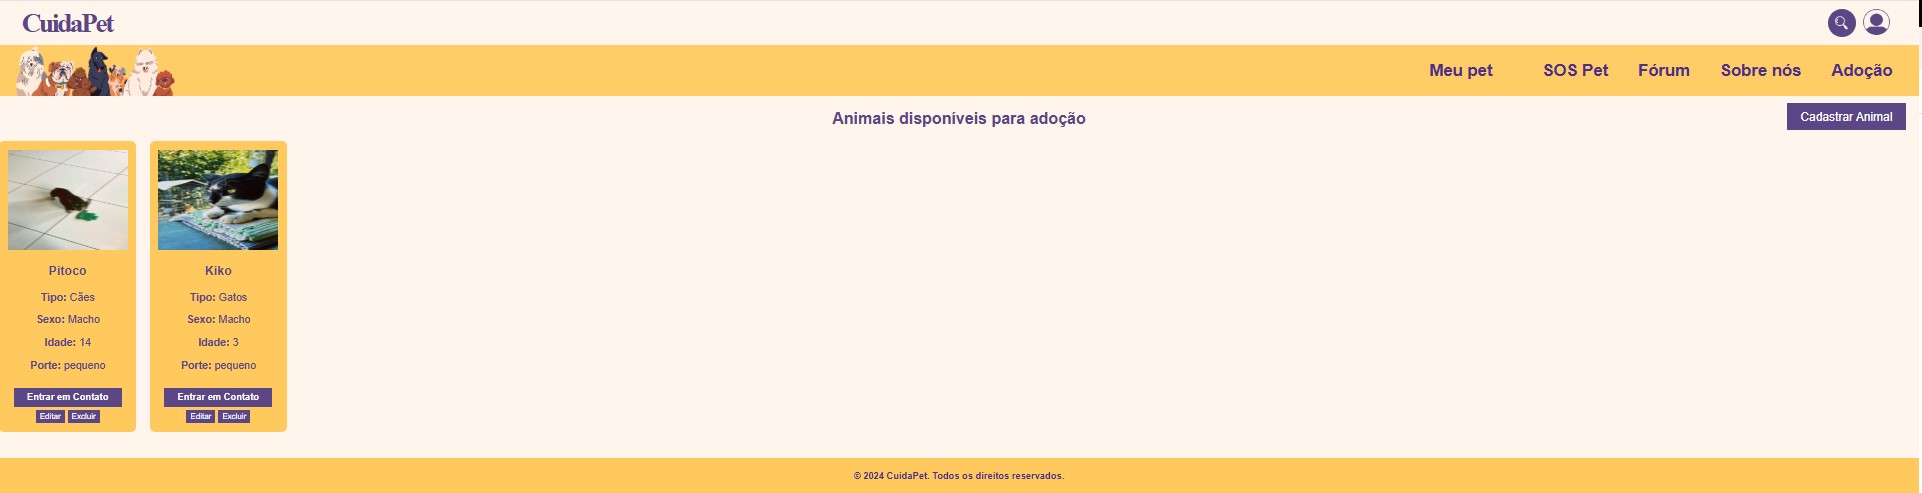 CuidaPet
Meu pet SOS Pet Fórum Sobre nós Adoção
Animais disponíveis para adoção
Cadastrar Animal
Pitoco
Tipo: Cães
Sexo: Macho
Idade: 14
Porte: pequeno
Entrar em Contato
Editar Excluir
Kiko
Tipo: Gatos
Sexo: Macho
Idade: 3
Porte: pequeno
Entrar em Contato
Editar Excluir
© 2024 CuidaPet. Todos os direitos reservados.